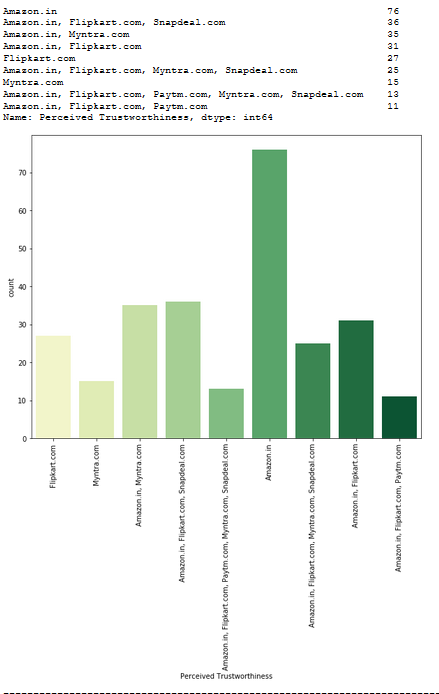 Amazon.in 76
Amazon.in, Flipkart.com, Snapdeal.com 36
Amazon.in, Myntra.com 35
Amazon.in, Flipkart.com 31
Flipkart.com 27
Amazon.in, Flipkart.com, Myntra.com, Snapdeal.com 25
Myntra.com 15
Amazon.in, Flipkart.com, Paytm.com, Myntra.com, Snapdeal.com 13
Amazon.in, Flipkart.com, Paytm.com 11
Name: Perceived Trustworthiness, dtype: int64
70
60
50
40
30
20
10
0
count
Flipkart.com
Myntra.com
Amazon.in, Myntra.com
Amazon.in, Flipkart.com, Snapdeal.com
Amazon.in, Flipkart.com, Paytm.com, Myntra.com, Snapdeal.com
Amazon.in
Amazon.in, Flipkart.com, Myntra.com, Snapdeal.com
Amazon.in, Flipkart.com
Amazon.in, Flipkart.com, Paytm.com
Perceived Trustworthiness